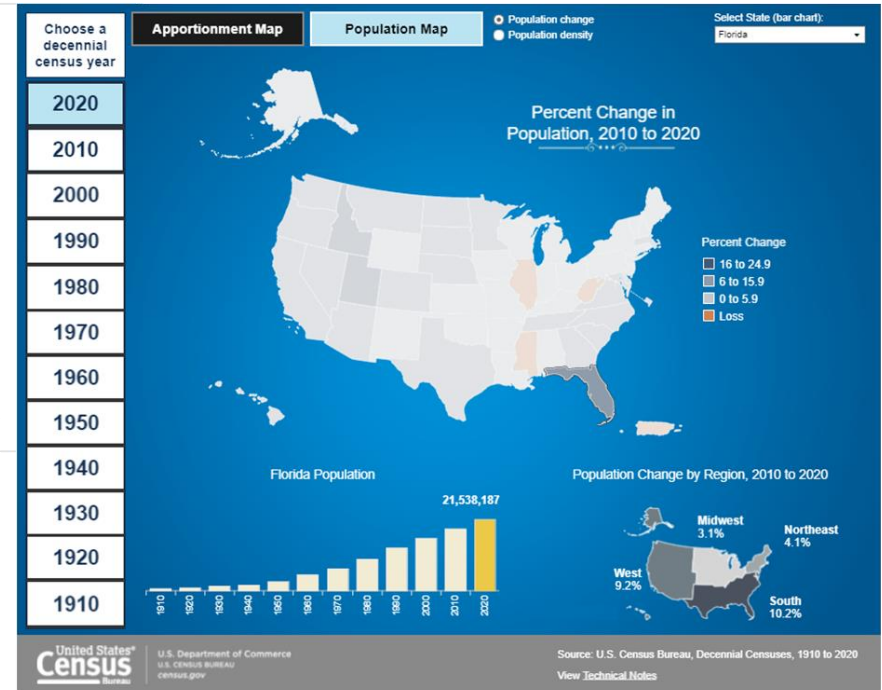 Choose a
decennial
census year
2020
2010
2000
1990
1980
1970
1960
1950
1940
1930
1920
1910
Apportionment Map
Population Map
Population change
Population density
Select State (bar chart):
Florida
Percent Change in
Population, 2010 to 2020
Percent Change
16 to 24.9
6 to 15.9
0 to 5.9
Loss
Florida Population
21,538,187
1910
1920
1930
1940
1950
1960
1970
1980
1990
2000
2010
2020
Population Change by Region, 2010 to 2020
Midwest
3.1%
Northeast
4.1%
West
9.2%
South
10.2%
United States®
Census
Bureau
U.S. Department of Commerce
U.S. CENSUS BUREAU
census.gov
Source: U.S. Census Bureau, Decennial Censuses, 1910 to 2020
View Technical Notes